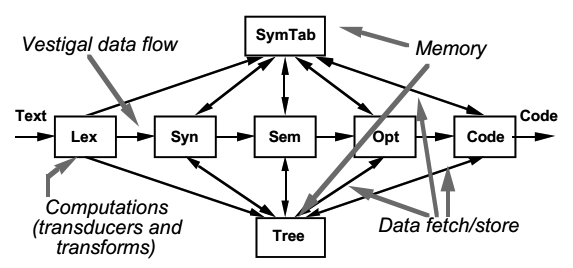 SymTab
Vestigal data flow
Memory
Text
Code
Lex
Syn
Sem
Opt
Code
Computations
(transducers and
transforms)
Data fetch/store
Tree